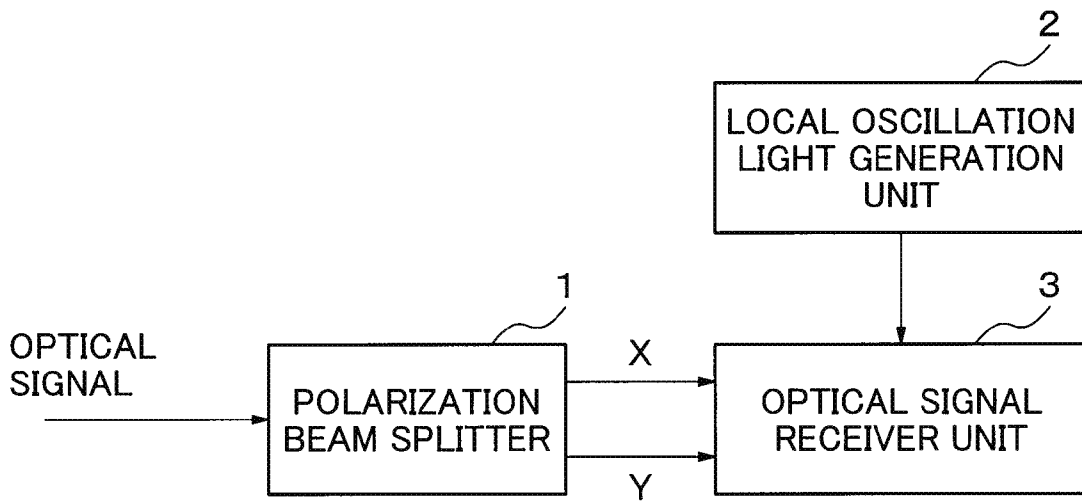 2
LOCAL OSCILLATION
LIGHT GENERATION
UNIT
1
3
OPTICAL
SIGNAL
X
POLARIZATION
BEAM SPLITTER
OPTICAL SIGNAL
RECEIVER UNIT
Y